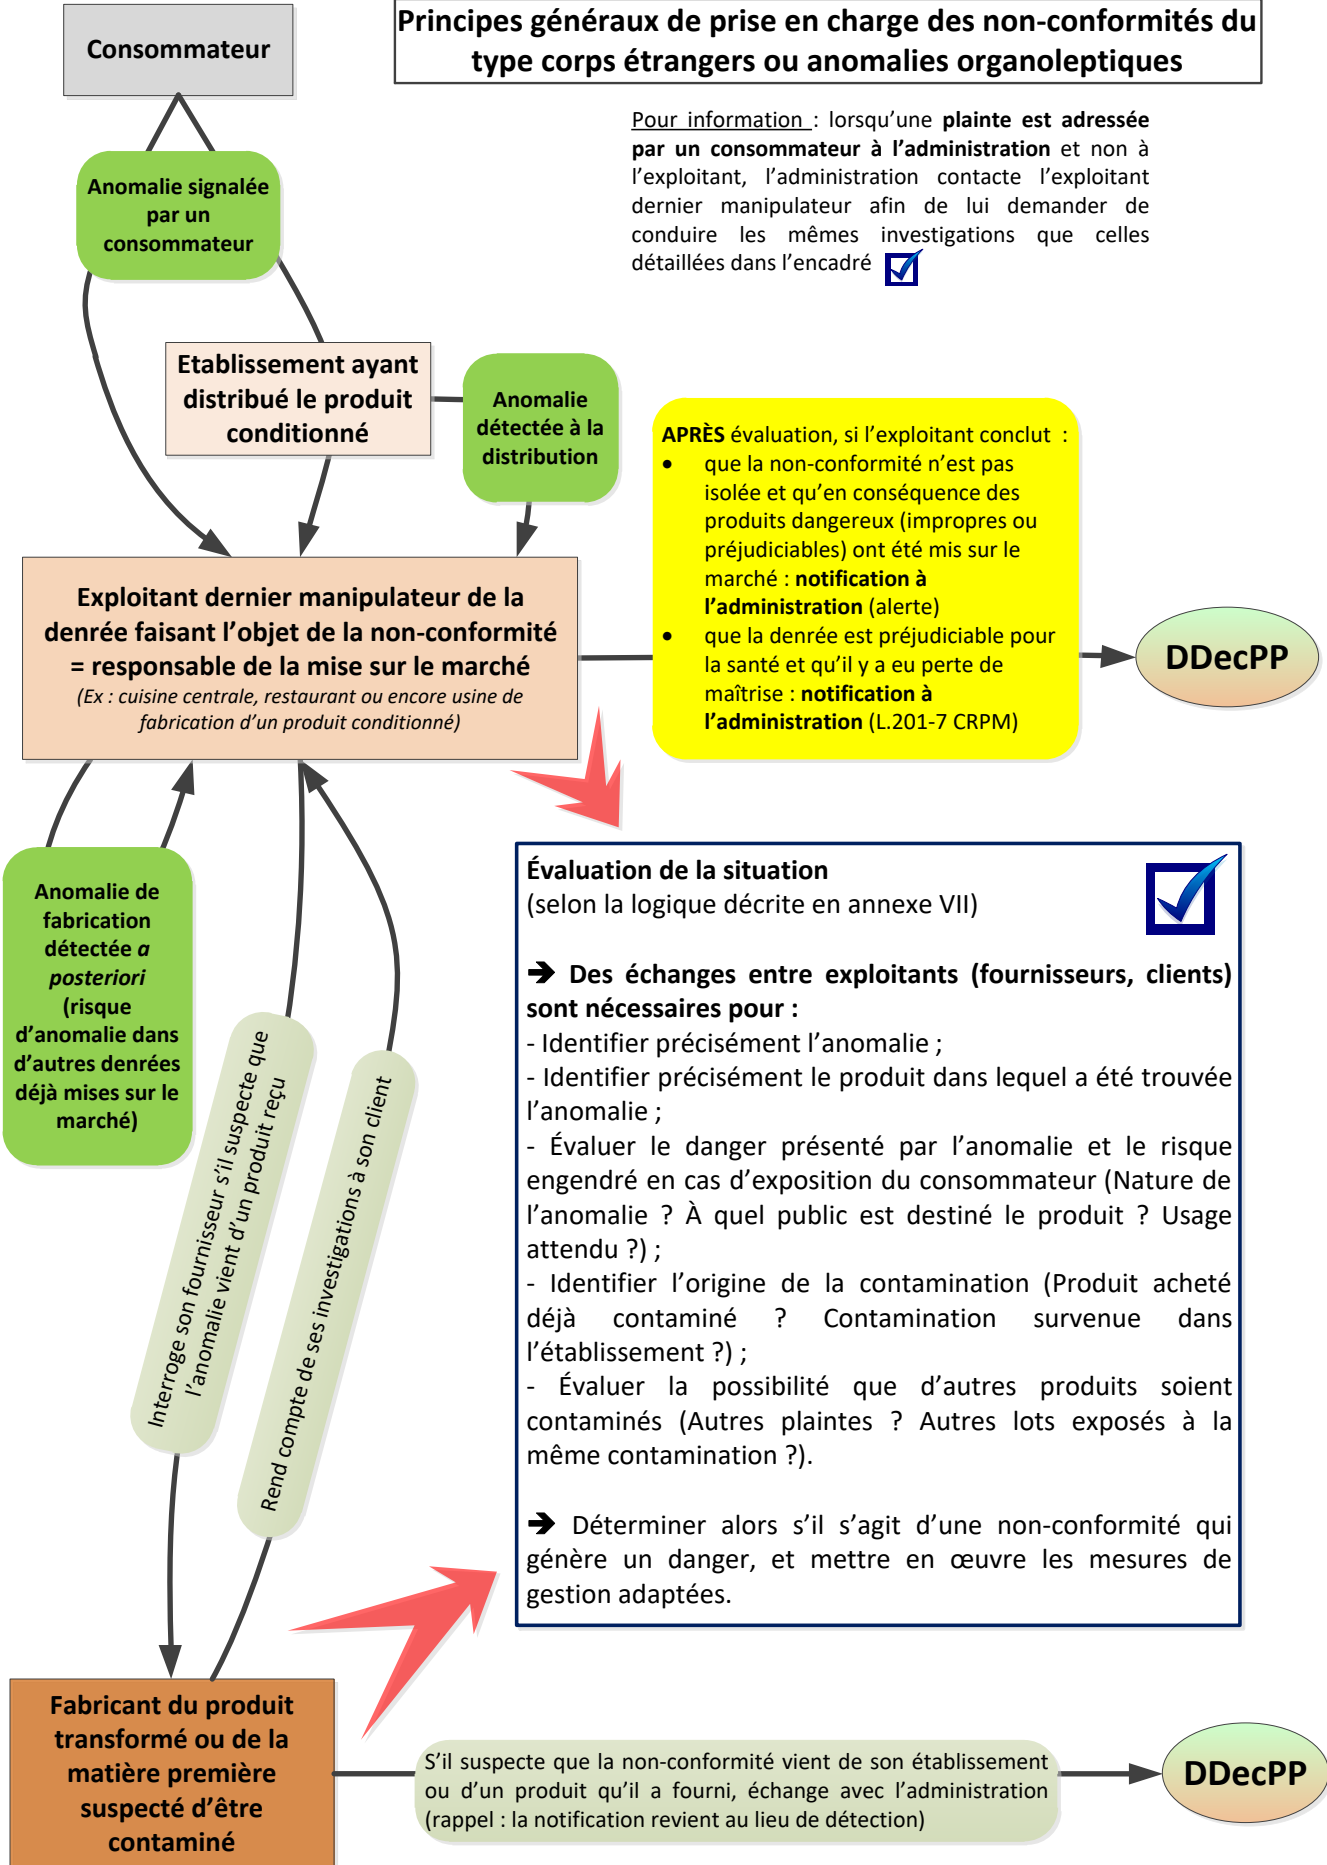 Consommateur
Principes généraux de prise en charge des non-conformités du
type corps étrangers ou anomalies organoleptiques
Pour information : lorsqu’une plainte est adressée
par un consommateur à l’administration et non à
l’exploitant, l’administration contacte l’exploitant
dernier manipulateur afin de lui demander de
conduire les mêmes investigations que celles
détaillées dans l’encadré
Anomalie signalée
par un
consommateur
Etablissement ayant
distribué le produit
conditionné
Anomalie
détectée à la
distribution
APRÈS évaluation, si l’exploitant conclut :
• que la non-conformité n’est pas
isolée et qu’en conséquence des
produits dangereux (impropres ou
préjudiciables) ont été mis sur le
marché : notification à
l’administration (alerte)
• que la denrée est préjudiciable pour
la santé et qu’il y a eu perte de
maîtrise : notification à
l’administration (L.201-7 CRPM)
DDecPP
Exploitant dernier manipulateur de la
denrée faisant l’objet de la non-conformité
= responsable de la mise sur le marché
(Ex : cuisine centrale, restaurant ou encore usine de
fabrication d’un produit conditionné)
Anomalie de
fabrication
détectée a
posteriori
(risque
d’anomalie dans
d’autres denrées
déjà mises sur le
marché)
Interroge son fournisseur s’il suspecte que
l’anomalie vient d’un produit reçu
Rend compte de ses investigations à son client
Évaluation de la situation
(selon la logique décrite en annexe VII)
➔ Des échanges entre exploitants (fournisseurs, clients)
sont nécessaires pour :
- Identifier précisément l’anomalie ;
- Identifier précisément le produit dans lequel a été trouvée
l’anomalie ;
- Évaluer le danger présenté par l’anomalie et le risque
engendré en cas d’exposition du consommateur (Nature de
l’anomalie ? À quel public est destiné le produit ? Usage
attendu ?) ;
- Identifier l’origine de la contamination (Produit acheté
déjà contaminé ? Contamination survenue dans
l’établissement ?) ;
- Évaluer la possibilité que d’autres produits soient
contaminés (Autres plaintes ? Autres lots exposés à la
même contamination ?).
➔ Déterminer alors s’il s’agit d’une non-conformité qui
génère un danger, et mettre en œuvre les mesures de
gestion adaptées.
Fabricant du produit
transformé ou de la
matière première
suspecté d’être
contaminé
S’il suspecte que la non-conformité vient de son établissement
ou d’un produit qu’il a fourni, échange avec l’administration
(rappel : la notification revient au lieu de détection)
DDecPP